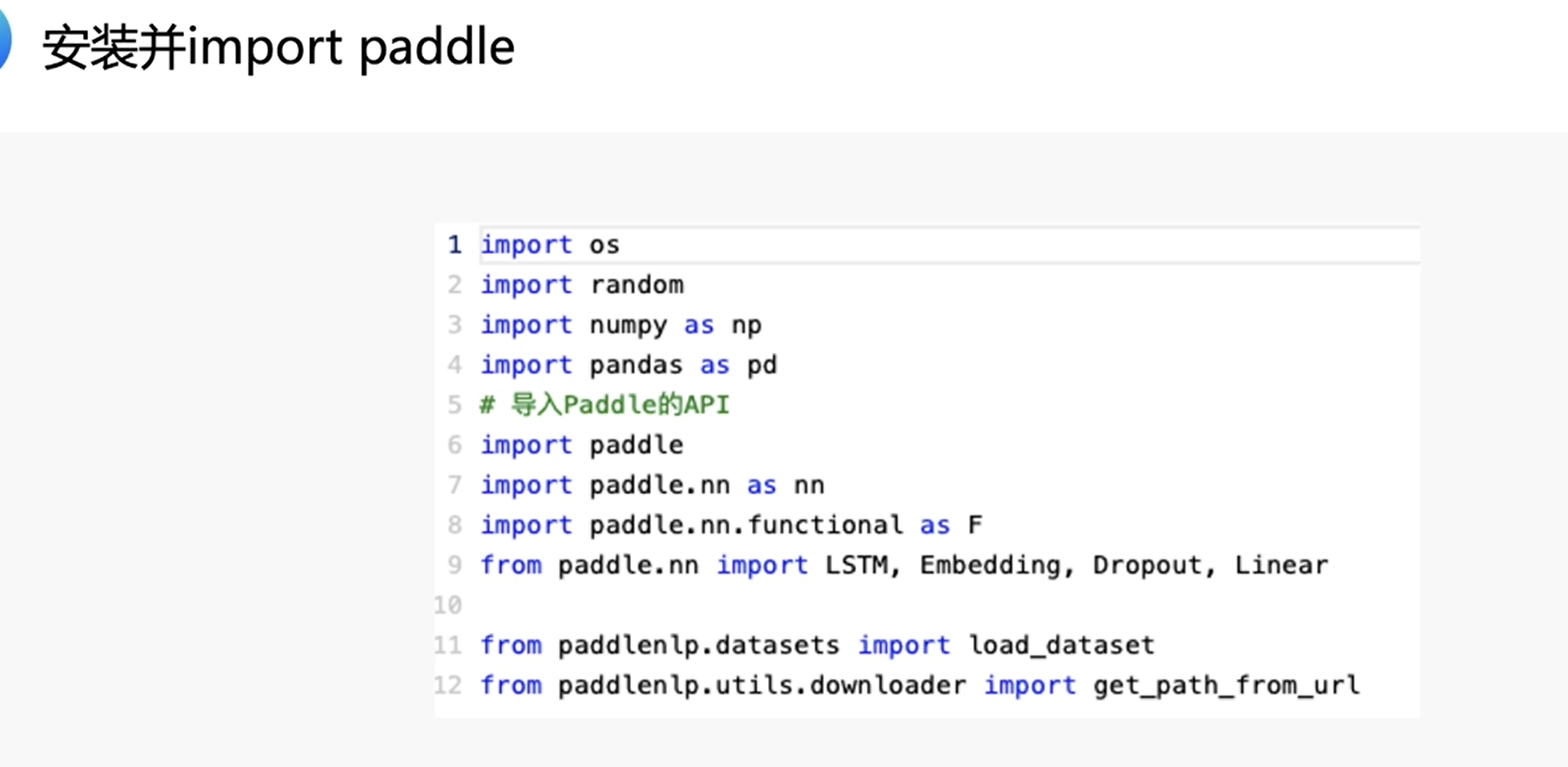 安装并import paddle
1 import os
2 import random
3 import numpy as np
4 import pandas as pd
5 # 导入Paddle的API
6 import paddle
7 import paddle.nn as nn
8 import paddle.nn.functional as F
9 from paddle.nn import LSTM, Embedding, Dropout, Linear
10
11 from paddlenlp.datasets import load_dataset
12 from paddlenlp.utils.downloader import get_path_from_url